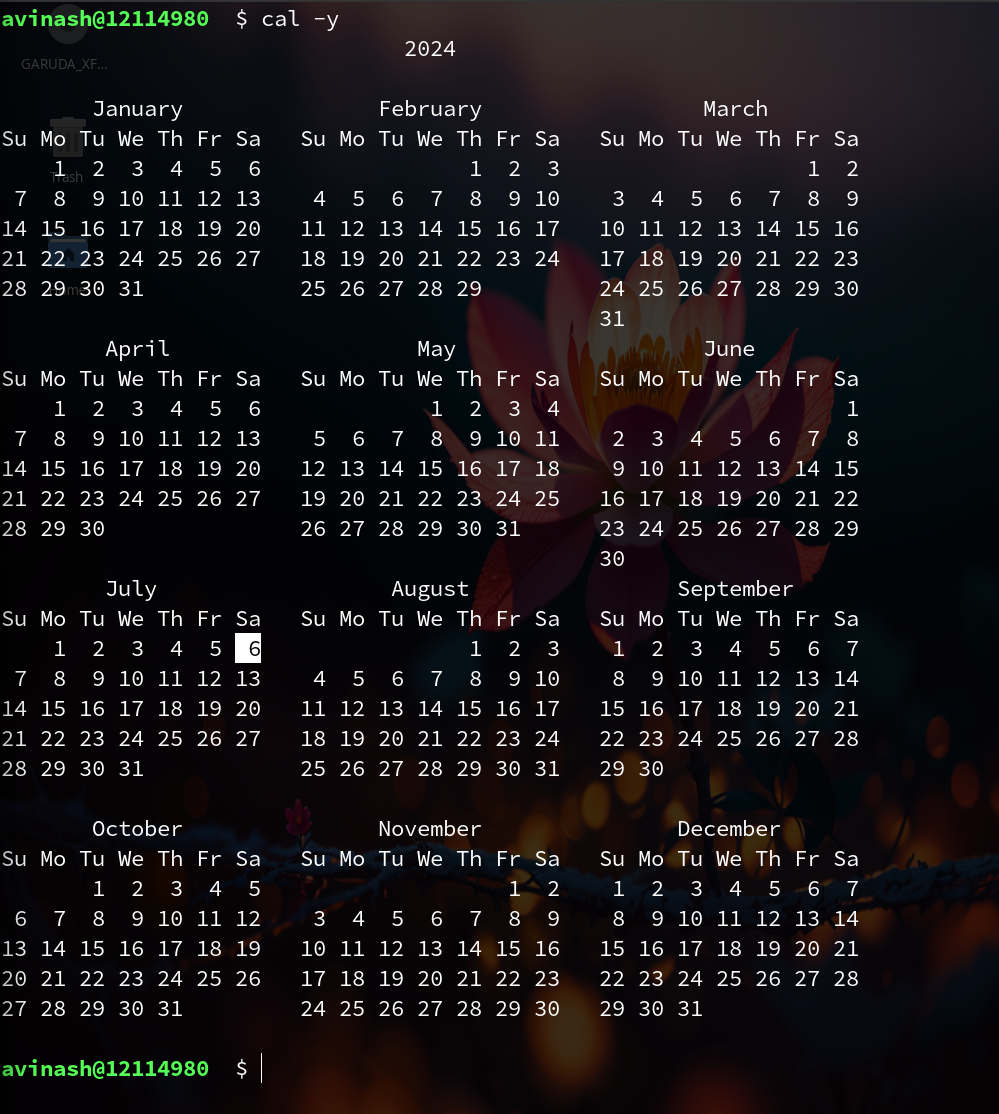 avinash@12114980  $ cal -y
                               2024
GARUDA_XF...
       January               February                March
Su Mo Tu We Th Fr Sa   Su Mo Tu We Th Fr Sa   Su Mo Tu We Th Fr Sa
    1  2  3  4  5  6                1  2  3                   1  2
Trash
 7  8  9 10 11 12 13    4  5  6  7  8  9 10    3  4  5  6  7  8  9
14 15 16 17 18 19 20   11 12 13 14 15 16 17   10 11 12 13 14 15 16
21 22 23 24 25 26 27   18 19 20 21 22 23 24   17 18 19 20 21 22 23
28 29 30 31            25 26 27 28 29         24 25 26 27 28 29 30
                                              31
        April                   May                  June
Su Mo Tu We Th Fr Sa   Su Mo Tu We Th Fr Sa   Su Mo Tu We Th Fr Sa
    1  2  3  4  5  6             1  2  3  4                      1
 7  8  9 10 11 12 13    5  6  7  8  9 10 11    2  3  4  5  6  7  8
14 15 16 17 18 19 20   12 13 14 15 16 17 18    9 10 11 12 13 14 15
21 22 23 24 25 26 27   19 20 21 22 23 24 25   16 17 18 19 20 21 22
28 29 30               26 27 28 29 30 31      23 24 25 26 27 28 29
                                              30
        July                  August                September
Su Mo Tu We Th Fr Sa   Su Mo Tu We Th Fr Sa   Su Mo Tu We Th Fr Sa
    1  2  3  4  5  6                1  2  3    1  2  3  4  5  6  7
 7  8  9 10 11 12 13    4  5  6  7  8  9 10    8  9 10 11 12 13 14
14 15 16 17 18 19 20   11 12 13 14 15 16 17   15 16 17 18 19 20 21
21 22 23 24 25 26 27   18 19 20 21 22 23 24   22 23 24 25 26 27 28
28 29 30 31            25 26 27 28 29 30 31   29 30
       October               November               December
Su Mo Tu We Th Fr Sa   Su Mo Tu We Th Fr Sa   Su Mo Tu We Th Fr Sa
       1  2  3  4  5                   1  2    1  2  3  4  5  6  7
 6  7  8  9 10 11 12    3  4  5  6  7  8  9    8  9 10 11 12 13 14
13 14 15 16 17 18 19   10 11 12 13 14 15 16   15 16 17 18 19 20 21
20 21 22 23 24 25 26   17 18 19 20 21 22 23   22 23 24 25 26 27 28
27 28 29 30 31         24 25 26 27 28 29 30   29 30 31
avinash@12114980  $